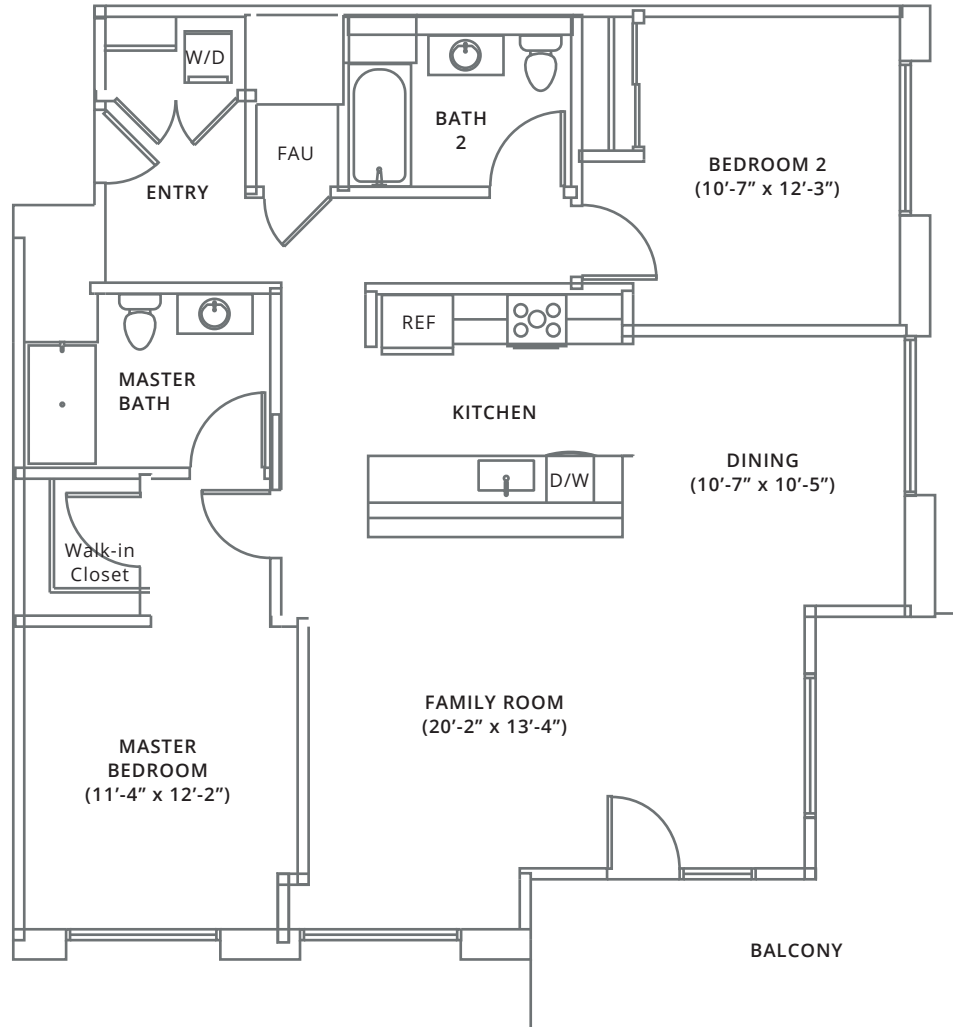 W/D
BATH
2
FAU
BEDROOM 2
(10’-7” x 12’-3”)
ENTRY
REF
MASTER
BATH
KITCHEN
DINING
(10’-7” x 10’-5”)
D/W
Walk-in
Closet
FAMILY ROOM
(20’-2” x 13’-4”)
MASTER
BEDROOM
(11’-4” x 12’-2”)
BALCONY